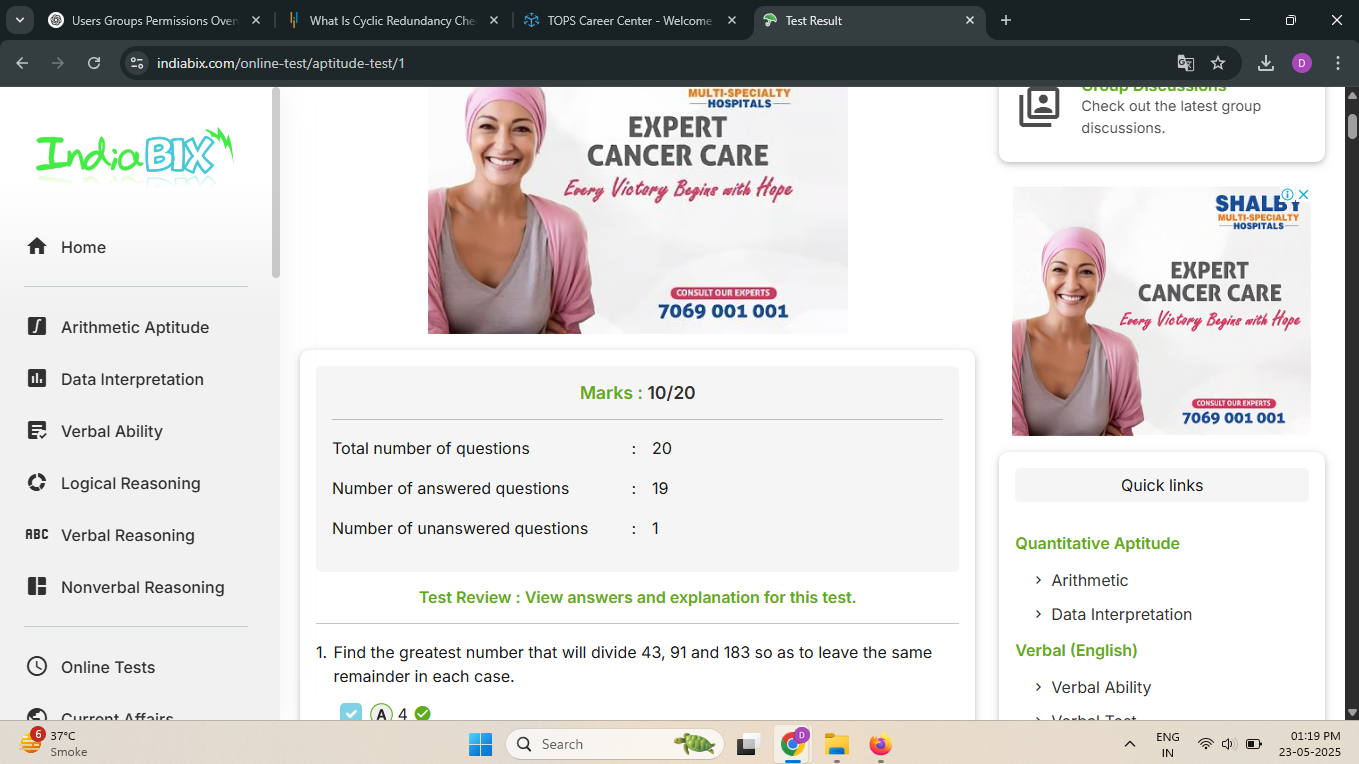 Users Groups Permissions Over
What Is Cyclic Redundancy Che
TOPS Career Center - Welcome
Test Result
indiabix.com/online-test/aptitude-test/1
D
IndiaBIX
Home
Arithmetic Aptitude
Data Interpretation
Verbal Ability
Logical Reasoning
ABC Verbal Reasoning
Nonverbal Reasoning
Online Tests
Current Affairs
MULTI-SPECIALTY
HOSPITALS
EXPERT
CANCER CARE
Every Victory Begins with Hope
CONSULT OUR EXPERTS
7069 001 001
Marks : 10/20
Total number of questions : 20
Number of answered questions : 19
Number of unanswered questions : 1
Test Review : View answers and explanation for this test.
1. Find the greatest number that will divide 43, 91 and 183 so as to leave the same
remainder in each case.
A 4
Group Discussions
Check out the latest group
discussions.
SHALBY
MULTI-SPECIALTY
HOSPITALS
EXPERT
CANCER CARE
Every Victory Begins with Hope
CONSULT OUR EXPERTS
7069 001 001
Quick links
Quantitative Aptitude
Arithmetic
Data Interpretation
Verbal (English)
Verbal Ability
Verbal Test
6
37°C
Smoke
Search
D
ENG
IN
01:19 PM
23-05-2025